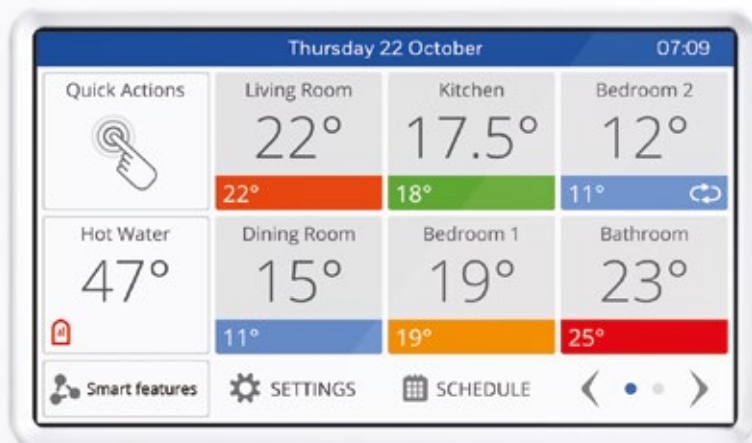 Thursday 22 October 07:09
Quick Actions
Living Room
22°
22°
Kitchen
17.5°
18°
Bedroom 2
12°
11°
Hot Water
47°
Dining Room
15°
11°
Bedroom 1
19°
19°
Bathroom
23°
25°
Smart features
SETTINGS
SCHEDULE